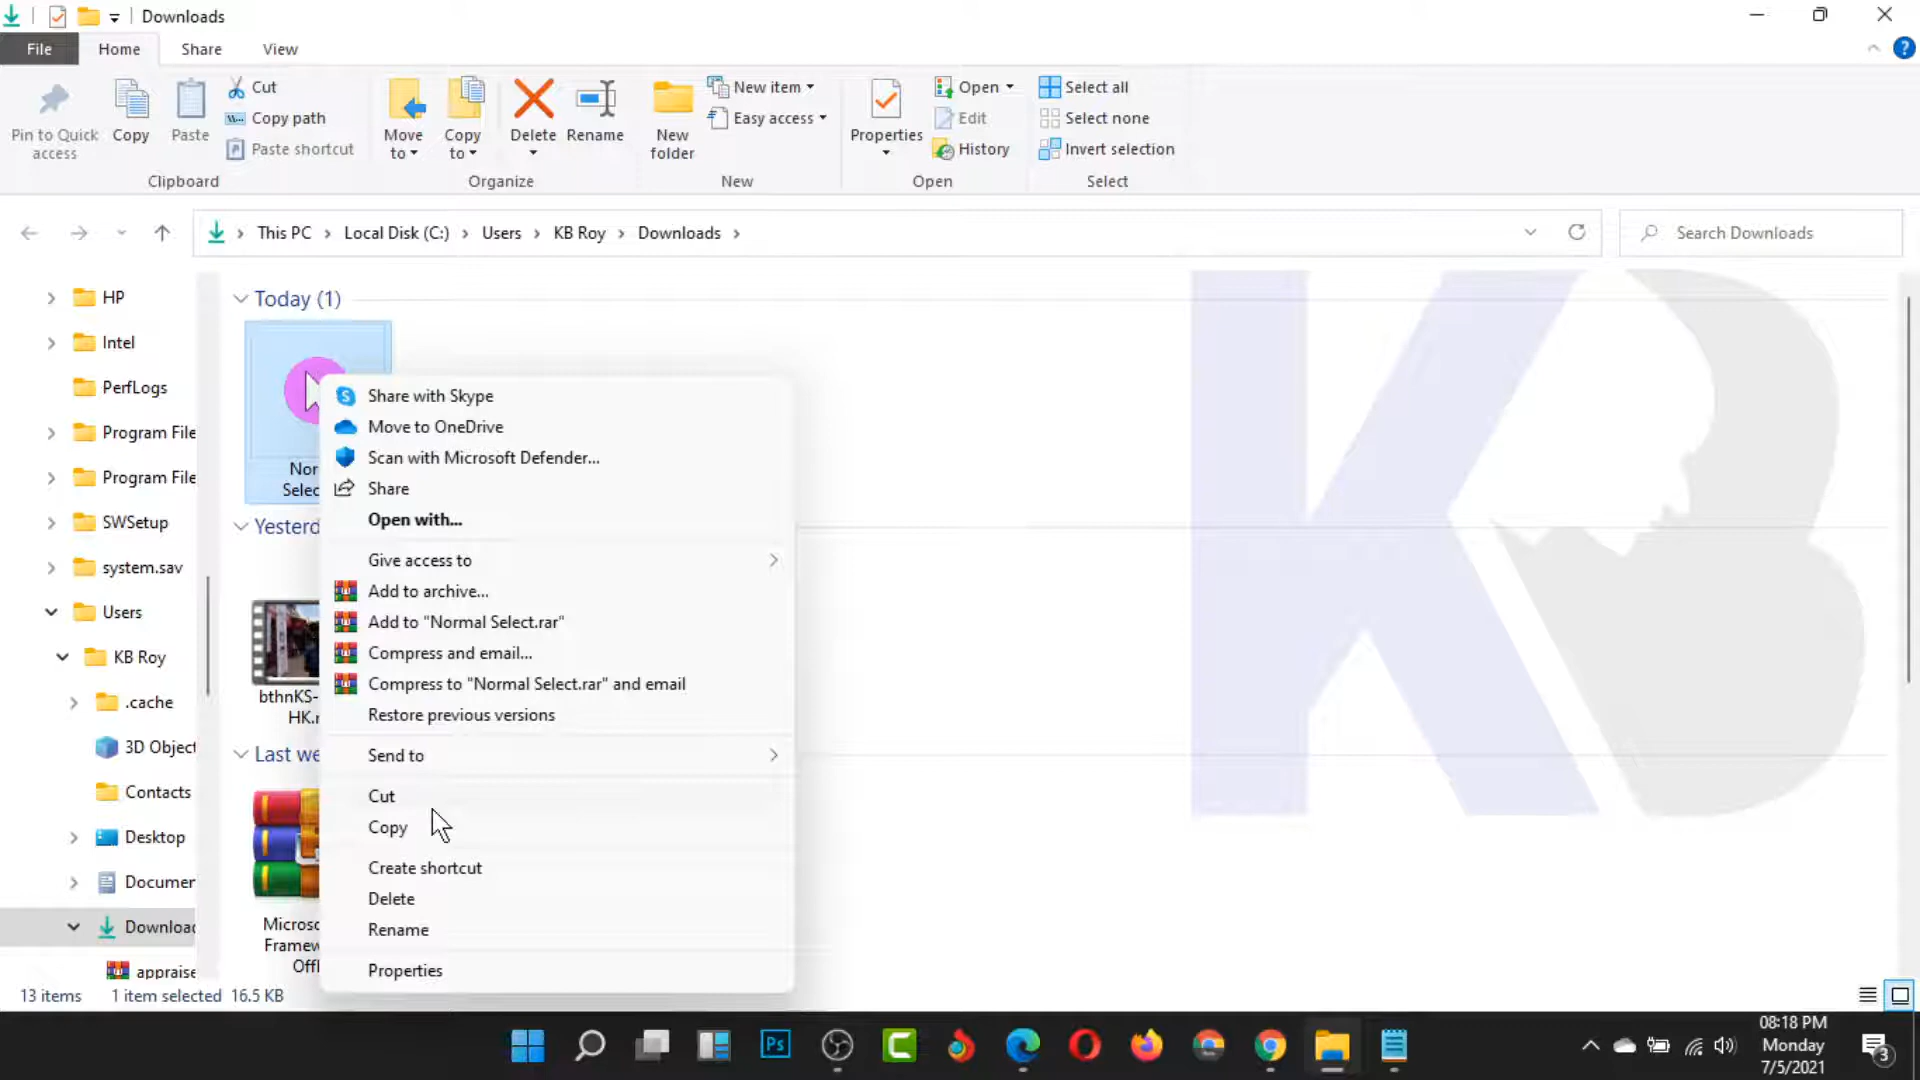 Downloads
File Home Share View
Pin to Quick access
Copy
Paste
Cut
Copy path
Paste shortcut
Clipboard
Move to
Copy to
Delete
Rename
Organize
New folder
New item
Easy access
New
Properties
Open
Edit
History
Open
Select all
Select none
Invert selection
Select
This PC > Local Disk (C:) > Users > KB Roy > Downloads >
Search Downloads
HP
Intel
PerfLogs
Program File
Program File
SWSetup
system.sav
Users
KB Roy
.cache
3D Object
Contacts
Desktop
Documen
Download
appraise
Today (1)
Nor
Selec
Yesterd
bthnKS-
HK.
Last we
Microso
Framew
Offl
Share with Skype
Move to OneDrive
Scan with Microsoft Defender...
Share
Open with...
Give access to
Add to archive...
Add to "Normal Select.rar"
Compress and email...
Compress to "Normal Select.rar" and email
Restore previous versions
Send to
Cut
Copy
Create shortcut
Delete
Rename
Properties
KB
13 items 1 item selected 16.5 KB
Ps
08:18 PM
Monday
7/5/2021
3